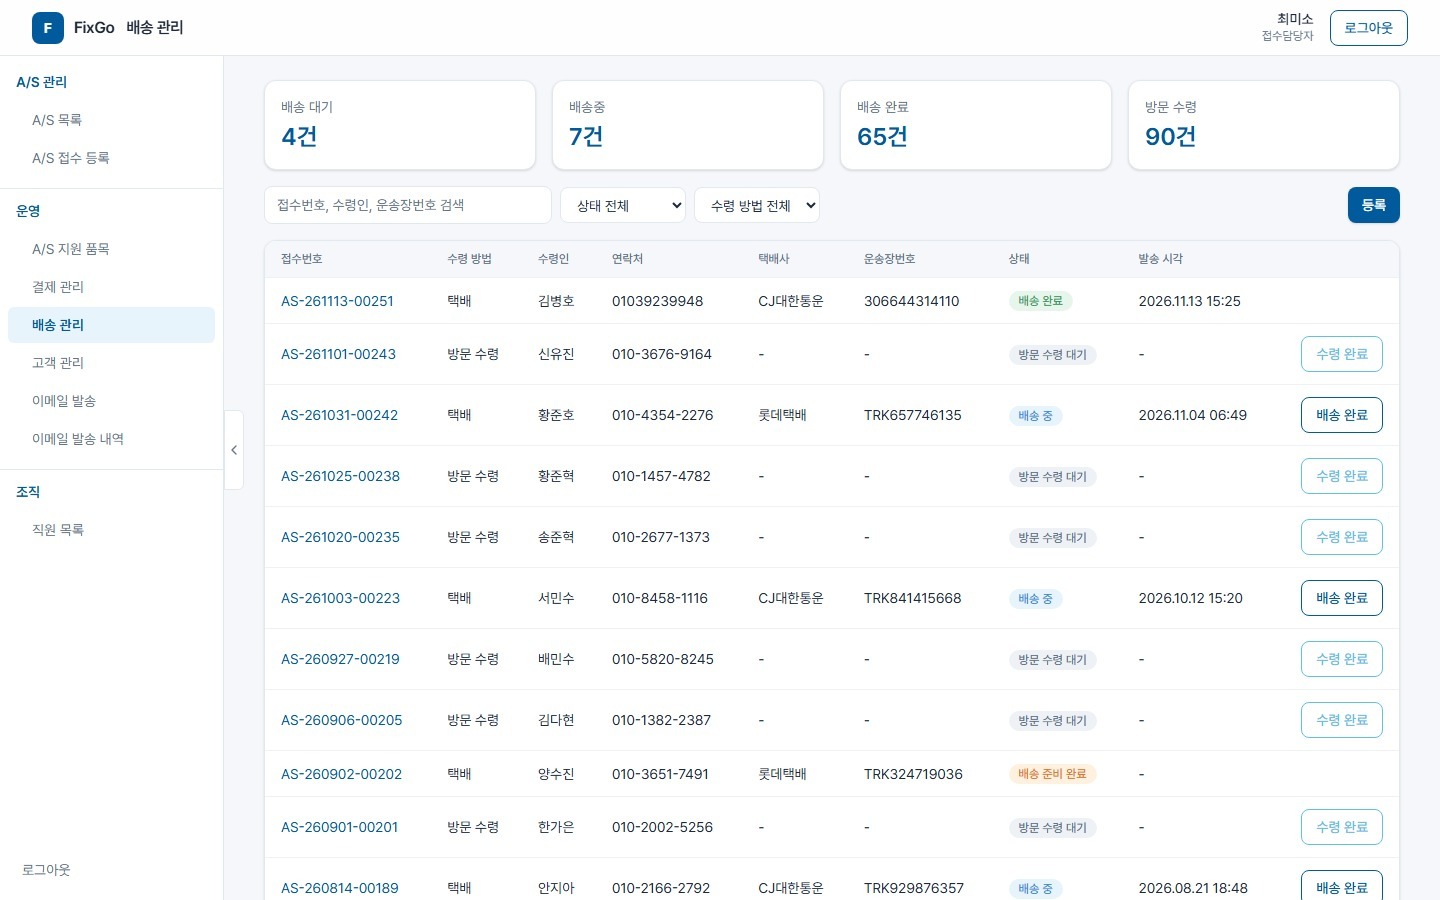 F FixGo 배송 관리
최미소
접수담당자
로그아웃
A/S 관리
A/S 목록
A/S 접수 등록
운영
A/S 지원 품목
결제 관리
배송 관리
고객 관리
이메일 발송
이메일 발송 내역
조직
직원 목록
로그아웃
배송 대기
4건
배송중
7건
배송 완료
65건
방문 수령
90건
접수번호, 수령인, 운송장번호 검색 상태 전체 수령 방법 전체 등록
접수번호 수령 방법 수령인 연락처 택배사 운송장번호 상태 발송 시각
AS-261113-00251 택배 김병호 01039239948 CJ대한통운 306644314110 배송 완료 2026.11.13 15:25
AS-261101-00243 방문 수령 신유진 010-3676-9164 - - 방문 수령 대기 - 수령 완료
AS-261031-00242 택배 황준호 010-4354-2276 롯데택배 TRK657746135 배송 중 2026.11.04 06:49 배송 완료
AS-261025-00238 방문 수령 황준혁 010-1457-4782 - - 방문 수령 대기 - 수령 완료
AS-261020-00235 방문 수령 송준혁 010-2677-1373 - - 방문 수령 대기 - 수령 완료
AS-261003-00223 택배 서민수 010-8458-1116 CJ대한통운 TRK841415668 배송 중 2026.10.12 15:20 배송 완료
AS-260927-00219 방문 수령 배민수 010-5820-8245 - - 방문 수령 대기 - 수령 완료
AS-260906-00205 방문 수령 김다현 010-1382-2387 - - 방문 수령 대기 - 수령 완료
AS-260902-00202 택배 양수진 010-3651-7491 롯데택배 TRK324719036 배송 준비 완료 -
AS-260901-00201 방문 수령 한가은 010-2002-5256 - - 방문 수령 대기 - 수령 완료
AS-260814-00189 택배 안지아 010-2166-2792 CJ대한통운 TRK929876357 배송 중 2026.08.21 18:48 배송 완료